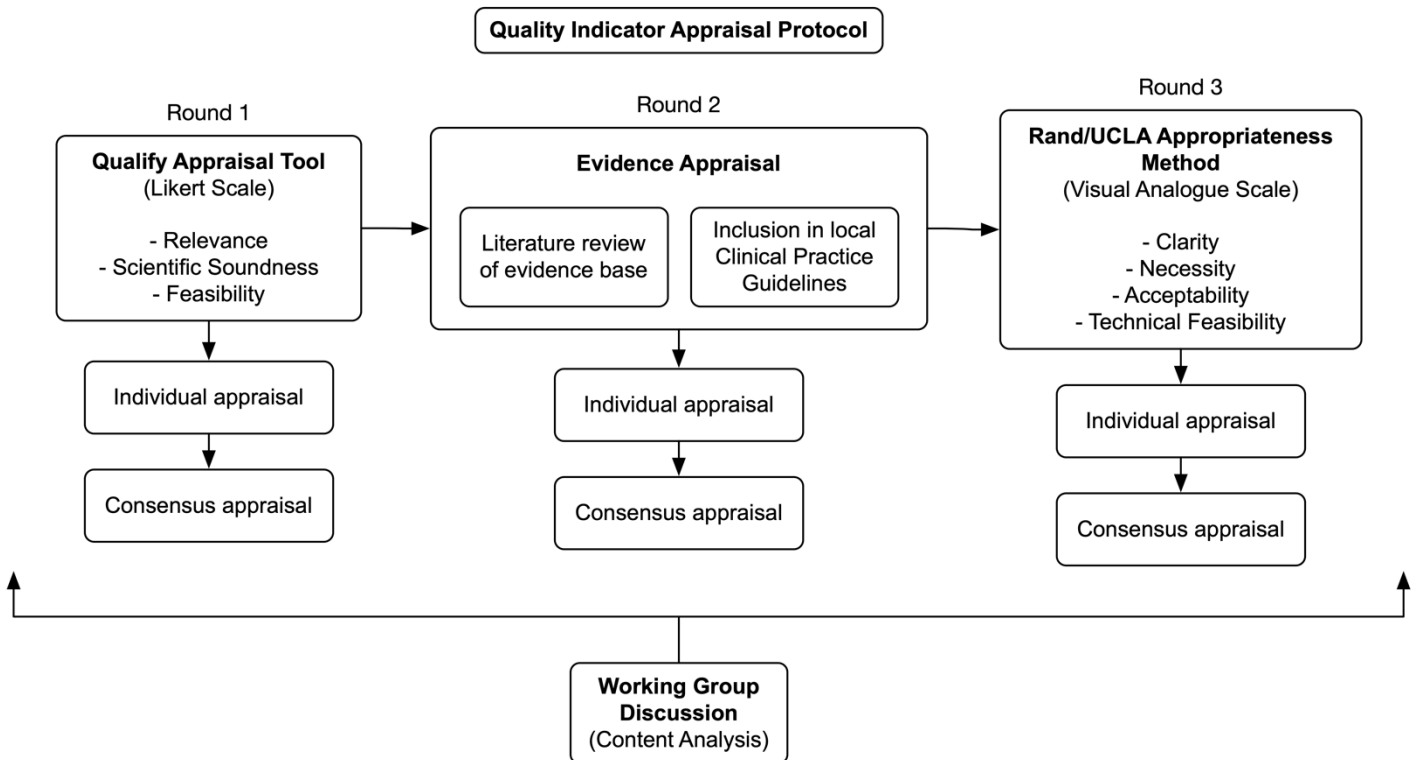 Quality Indicator Appraisal Protocol
Round 1
Qualify Appraisal Tool
(Likert Scale)
- Relevance
- Scientific Soundness
- Feasibility
Individual appraisal
Consensus appraisal
Round 2
Evidence Appraisal
Literature review
of evidence base
Inclusion in local
Clinical Practice
Guidelines
Individual appraisal
Consensus appraisal
Round 3
Rand/UCLA Appropriateness
Method
(Visual Analogue Scale)
- Clarity
- Necessity
- Acceptability
- Technical Feasibility
Individual appraisal
Consensus appraisal
Working Group
Discussion
(Content Analysis)